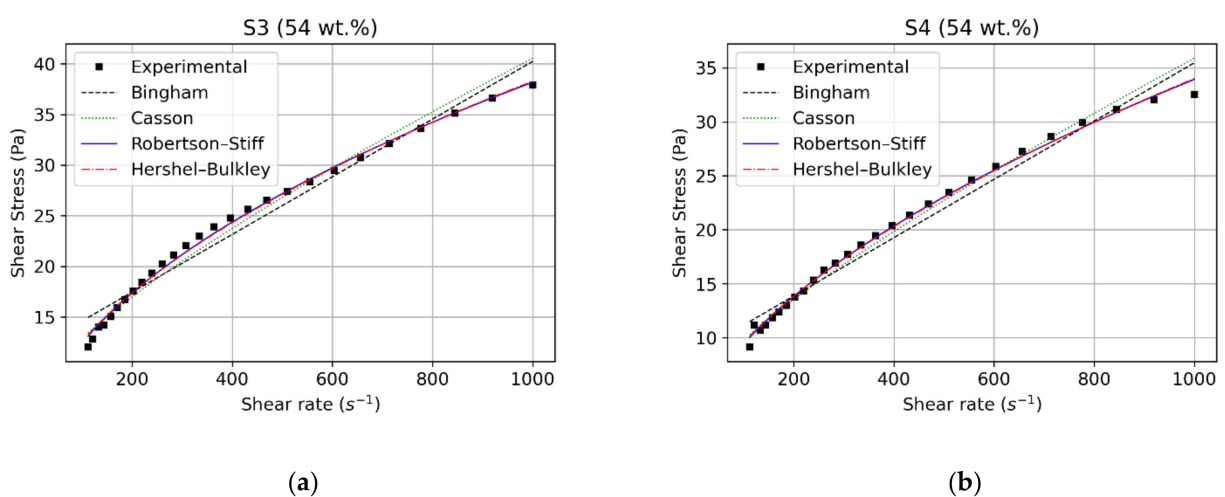 S3 (54 wt.%)
Shear Stress (Pa)
40
35
30
25
20
15
Experimental
Bingham
Casson
Robertson–Stiff
Hershel–Bulkley
200 400 600 800 1000
Shear rate (s⁻¹)
(a)
S4 (54 wt.%)
Shear Stress (Pa)
35
30
25
20
15
10
Experimental
Bingham
Casson
Robertson–Stiff
Hershel–Bulkley
200 400 600 800 1000
Shear rate (s⁻¹)
(b)